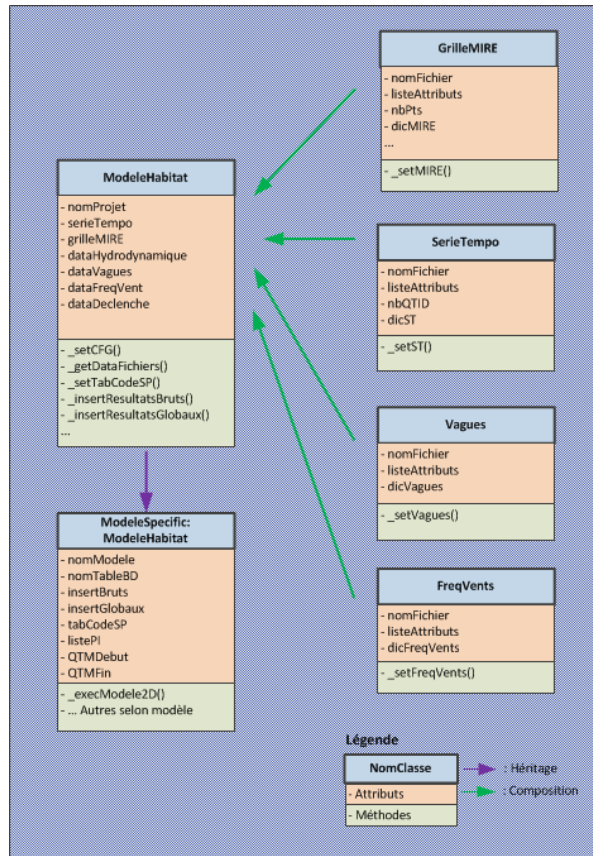 GrilleMIRE
- nomFichier
- listeAttributs
- nbPts
- dicMIRE
...
- _setMIRE()
ModeleHabitat
- nomProjet
- serieTempo
- grilleMIRE
- dataHydrodynamique
- dataVagues
- dataFreqVent
- dataDeclenche
- _setCFG()
- _getDataFichiers()
- _setTabCodeSP()
- _insertResultatsBruts()
- _insertResultatsGlobaux()
...
SerieTempo
- nomFichier
- listeAttributs
- nbQTID
- dicST
- _setST()
Vagues
- nomFichier
- listeAttributs
- dicVagues
- _setVagues()
ModeleSpecific:
ModeleHabitat
- nomModele
- nomTableBD
- insertBruts
- insertGlobaux
- tabCodeSP
- listePI
- QTMDebut
- QTMFin
- _execModele2D()
- ... Autres selon modèle
FreqVents
- nomFichier
- listeAttributs
- dicFreqVents
- _setFreqVents()
Légende
NomClasse
- Attributs
- Méthodes
: Héritage
: Composition